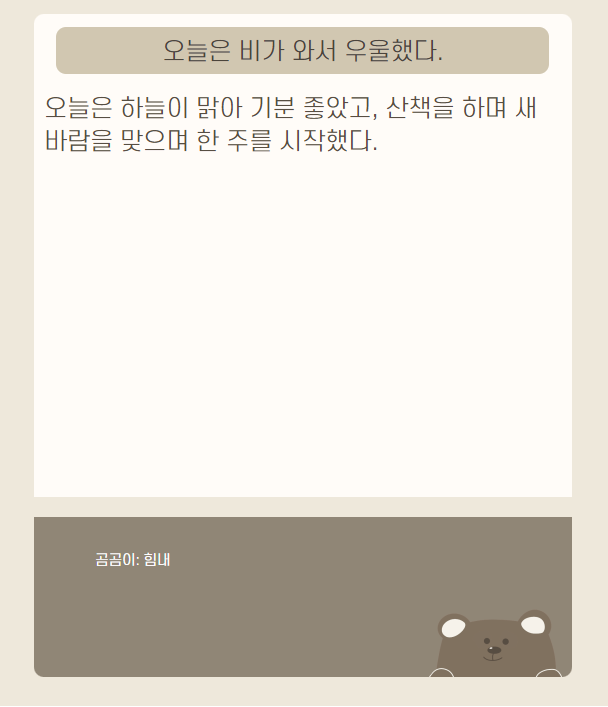 오늘은 비가 와서 우울했다.
오늘은 하늘이 맑아 기분 좋았고, 산책을 하며 새
바람을 맞으며 한 주를 시작했다.
곰곰이: 힘내